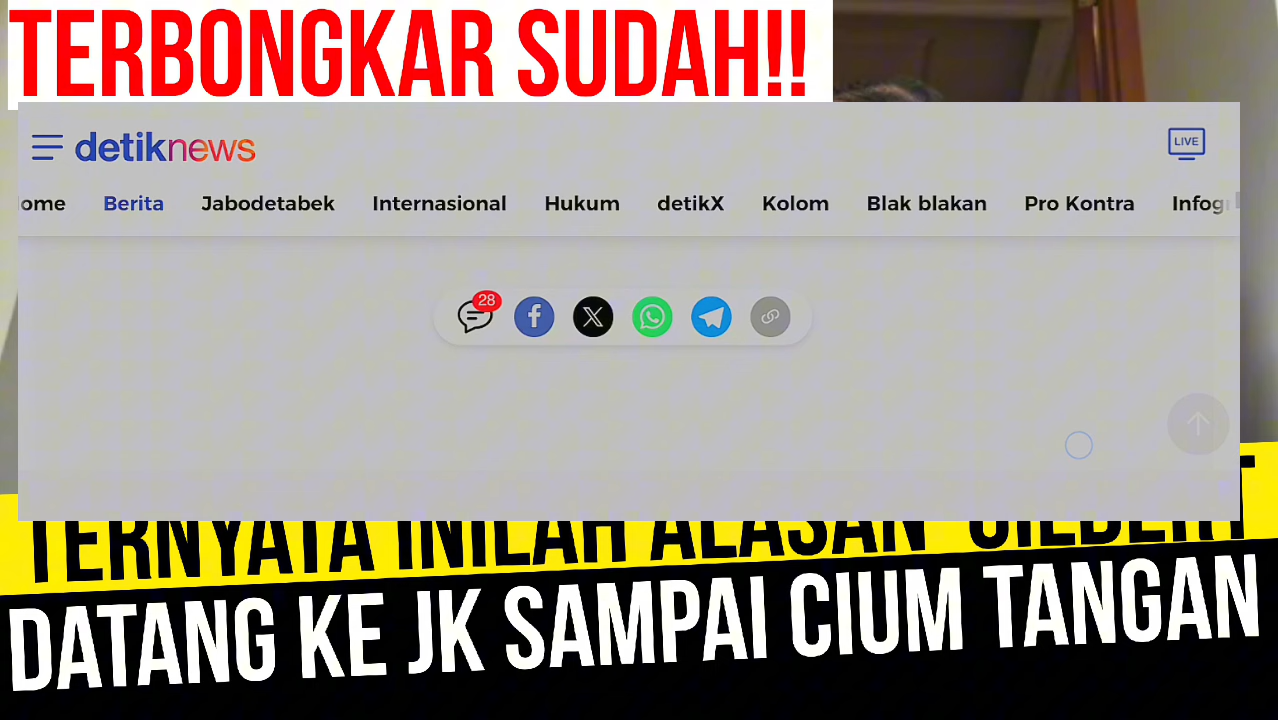 TERBONGKAR SUDAH!!
detiknews
LIVE
Berita Jabodetabek Internasional Hukum detikX Kolom Blak blakan Pro Kontra
28
TERNYATA INILAH ALASAN GILBERT
DATANG KE JK SAMPAI CIUM TANGAN